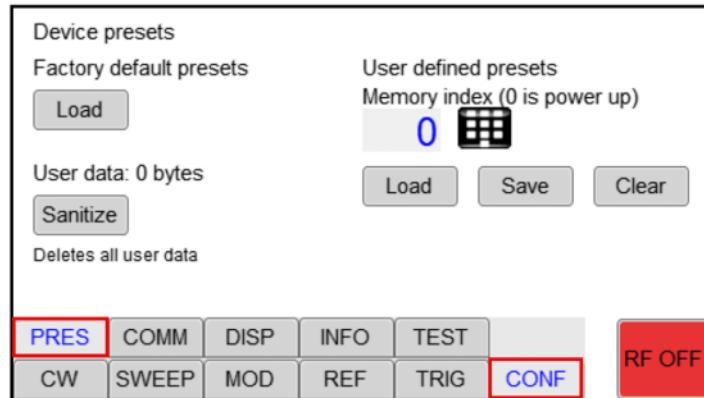 Device presets
Factory default presets
Load
User data: 0 bytes
Sanitize
Deletes all user data
User defined presets
Memory index (0 is power up)
0
Load Save Clear
PRES COMM DISP INFO TEST
CW SWEEP MOD REF TRIG CONF
RF OFF